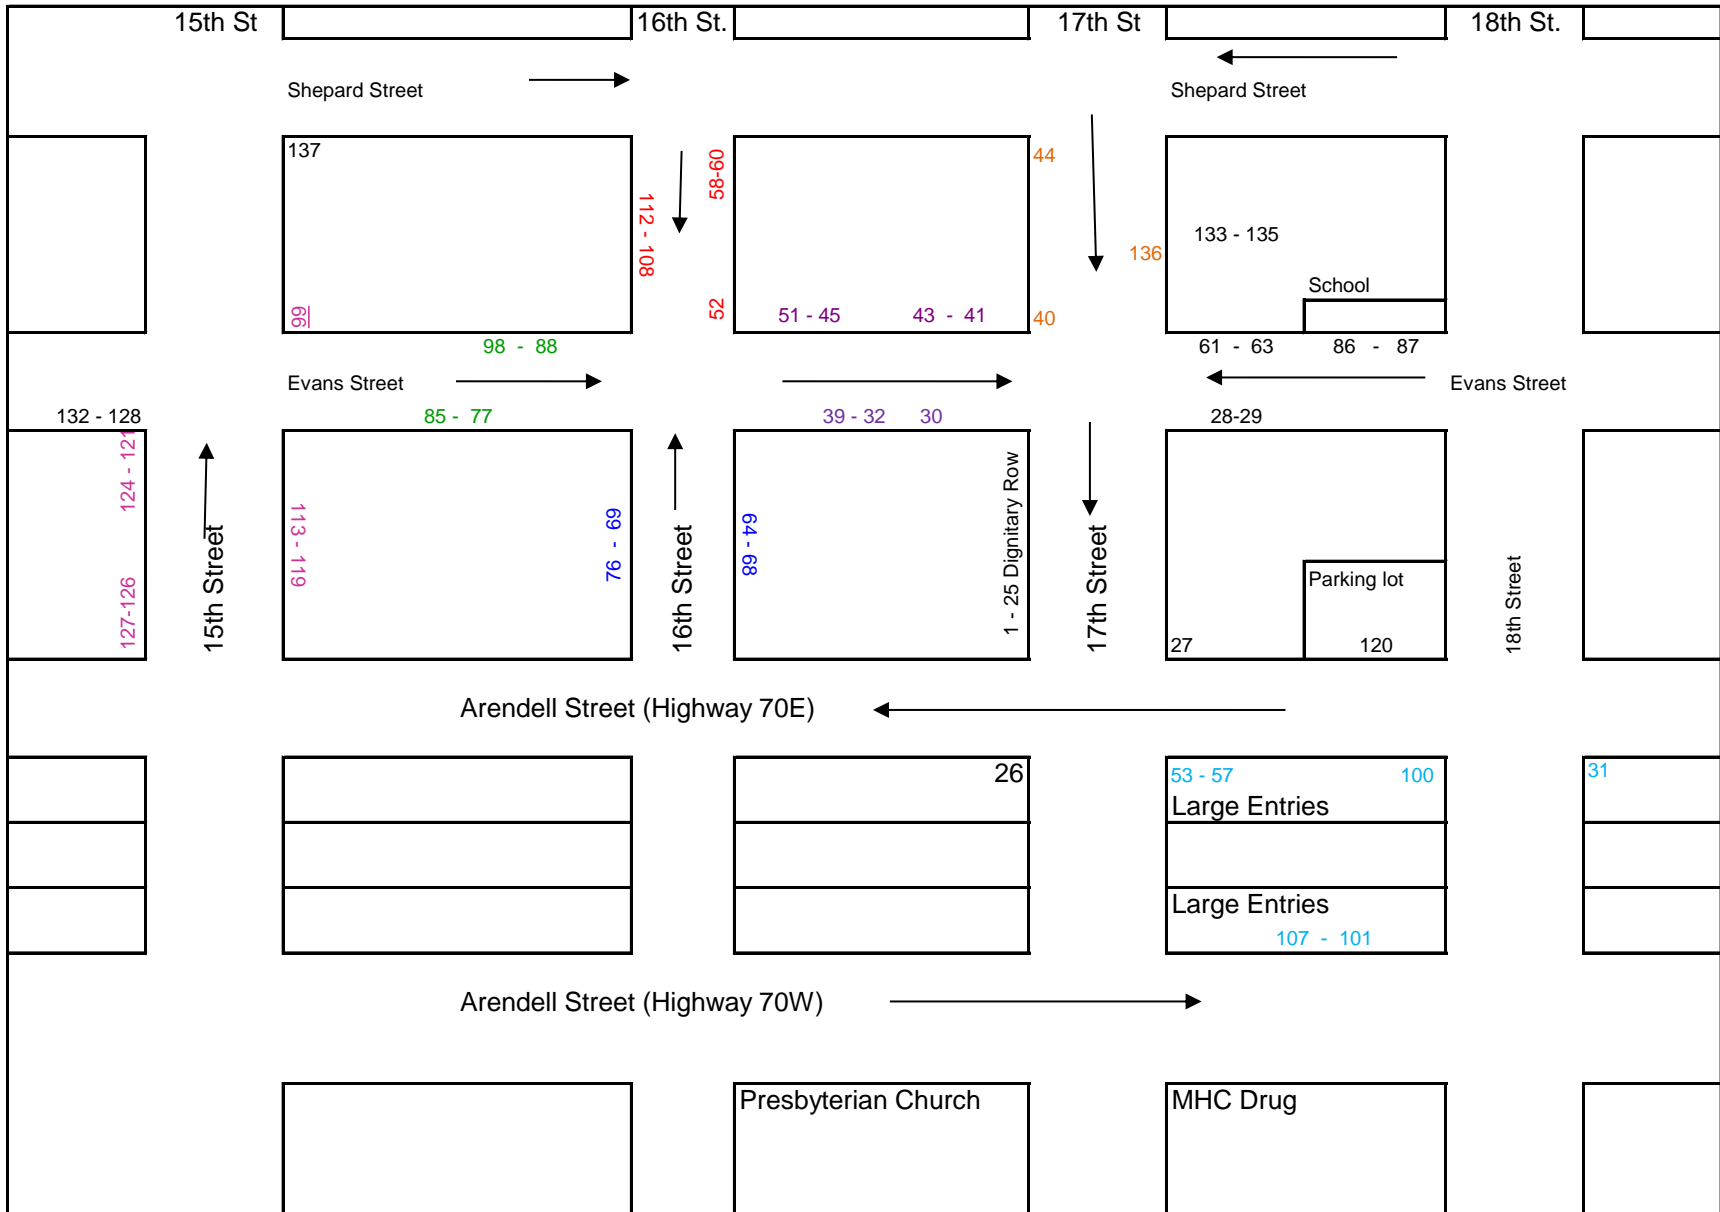 15th St
16th St.
17th St
18th St.
Shepard Street
Shepard Street
137
112 - 108
58-60
52
44
136
133 - 135
School
99
51 - 45
43 - 41
40
98 - 88
61 - 63
86 - 87
Evans Street
Evans Street
132 - 128
85 - 77
39 - 32
30
28-29
124 - 121
127-126
15th Street
113 - 119
76 - 69
16th Street
64 - 68
1 - 25 Dignitary Row
17th Street
Parking lot
27
120
18th Street
Arendell Street (Highway 70E)
26
53 - 57
100
31
Large Entries
Large Entries
107 - 101
Arendell Street (Highway 70W)
Presbyterian Church
MHC Drug